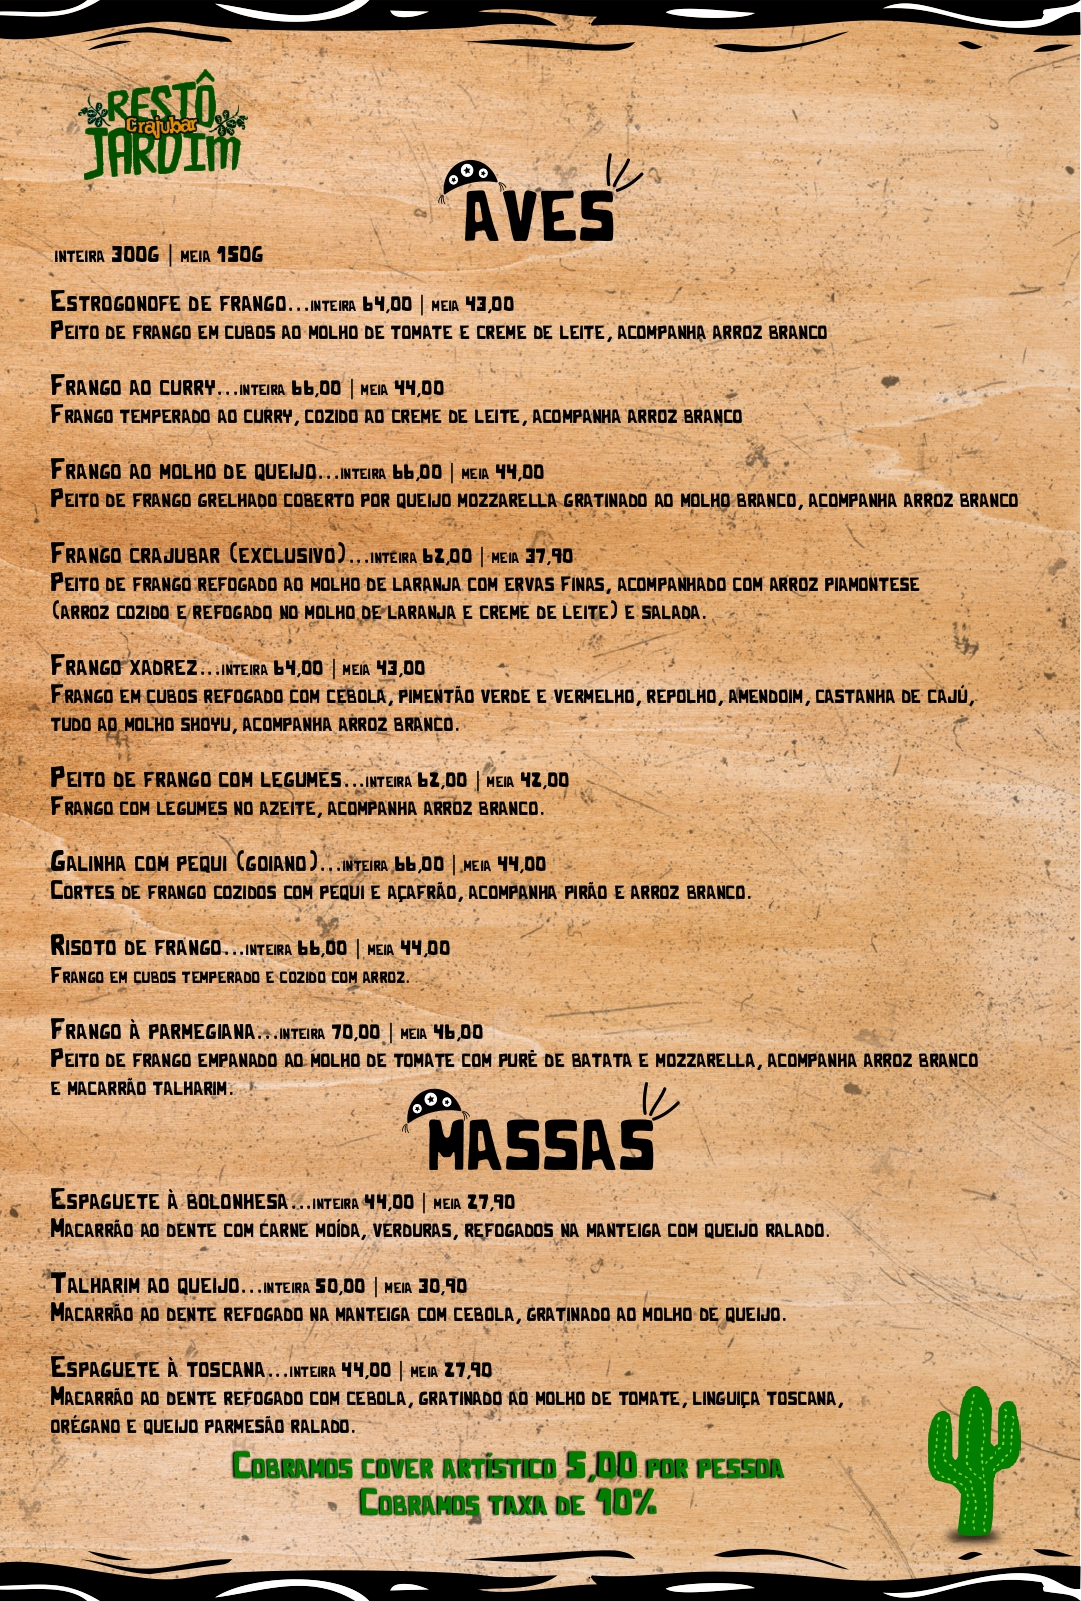 RESTÔ
Crajubar
JARDIM
AVES
INTEIRA 300G | MEIA 150G
ESTROGONOFE DE FRANGO...INTEIRA 64,00 | MEIA 43,00
PEITO DE FRANGO EM CUBOS AO MOLHO DE TOMATE E CREME DE LEITE, ACOMPANHA ARROZ BRANCO
FRANGO AO CURRY...INTEIRA 66,00 | MEIA 44,00
FRANGO TEMPERADO AO CURRY, COZIDO AO CREME DE LEITE, ACOMPANHA ARROZ BRANCO
FRANGO AO MOLHO DE QUEIJO...INTEIRA 66,00 | MEIA 44,00
PEITO DE FRANGO GRELHADO COBERTO POR QUEIJO MOZZARELLA GRATINADO AO MOLHO BRANCO, ACOMPANHA ARROZ BRANCO
FRANGO CRAJUBAR (EXCLUSIVO)...INTEIRA 62,00 | MEIA 37,90
PEITO DE FRANGO REFOGADO AO MOLHO DE LARANJA COM ERVAS FINAS, ACOMPANHADO COM ARROZ PIAMONTESE
(ARROZ COZIDO E REFOGADO NO MOLHO DE LARANJA E CREME DE LEITE) E SALADA.
FRANGO XADREZ...INTEIRA 64,00 | MEIA 43,00
FRANGO EM CUBOS REFOGADO COM CEBOLA, PIMENTÃO VERDE E VERMELHO, REPOLHO, AMENDOIM, CASTANHA DE CAJÚ,
TUDO AO MOLHO SHOYU, ACOMPANHA ARROZ BRANCO.
PEITO DE FRANGO COM LEGUMES...INTEIRA 62,00 | MEIA 42,00
FRANGO COM LEGUMES NO AZEITE, ACOMPANHA ARROZ BRANCO.
GALINHA COM PEQUI (GOIANO)...INTEIRA 66,00 | MEIA 44,00
CORTES DE FRANGO COZIDOS COM PEQUI E AÇAFRÃO, ACOMPANHA PIRÃO E ARROZ BRANCO.
RISOTO DE FRANGO...INTEIRA 66,00 | MEIA 44,00
FRANGO EM CUBOS TEMPERADO E COZIDO COM ARROZ.
FRANGO À PARMEGIANA...INTEIRA 70,00 | MEIA 46,00
PEITO DE FRANGO EMPANADO AO MOLHO DE TOMATE COM PURÊ DE BATATA E MOZZARELLA, ACOMPANHA ARROZ BRANCO
E MACARRÃO TALHARIM.
MASSAS
ESPAGUETE À BOLONHESA...INTEIRA 44,00 | MEIA 27,90
MACARRÃO AO DENTE COM CARNE MOÍDA, VERDURAS, REFOGADOS NA MANTEIGA COM QUEIJO RALADO.
TALHARIM AO QUEIJO...INTEIRA 50,00 | MEIA 30,90
MACARRÃO AO DENTE REFOGADO NA MANTEIGA COM CEBOLA, GRATINADO AO MOLHO DE QUEIJO.
ESPAGUETE À TOSCANA...INTEIRA 44,00 | MEIA 27,90
MACARRÃO AO DENTE REFOGADO COM CEBOLA, GRATINADO AO MOLHO DE TOMATE, LINGUIÇA TOSCANA,
ORÉGANO E QUEIJO PARMESÃO RALADO.
COBRAMOS COVER ARTÍSTICO 5,00 POR PESSOA
COBRAMOS TAXA DE 10%